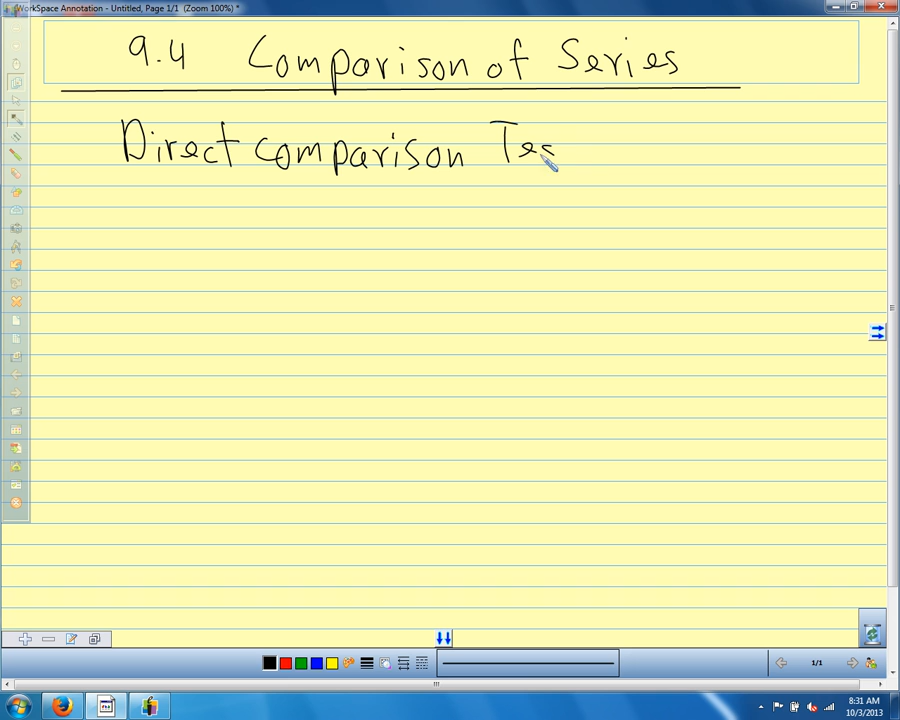 WorkSpace Annotation - Untitled, Page 1/1 (Zoom 100%) *
9.4 Comparison of Series
Direct comparison Tes
1/1
8:31 AM
10/3/2013